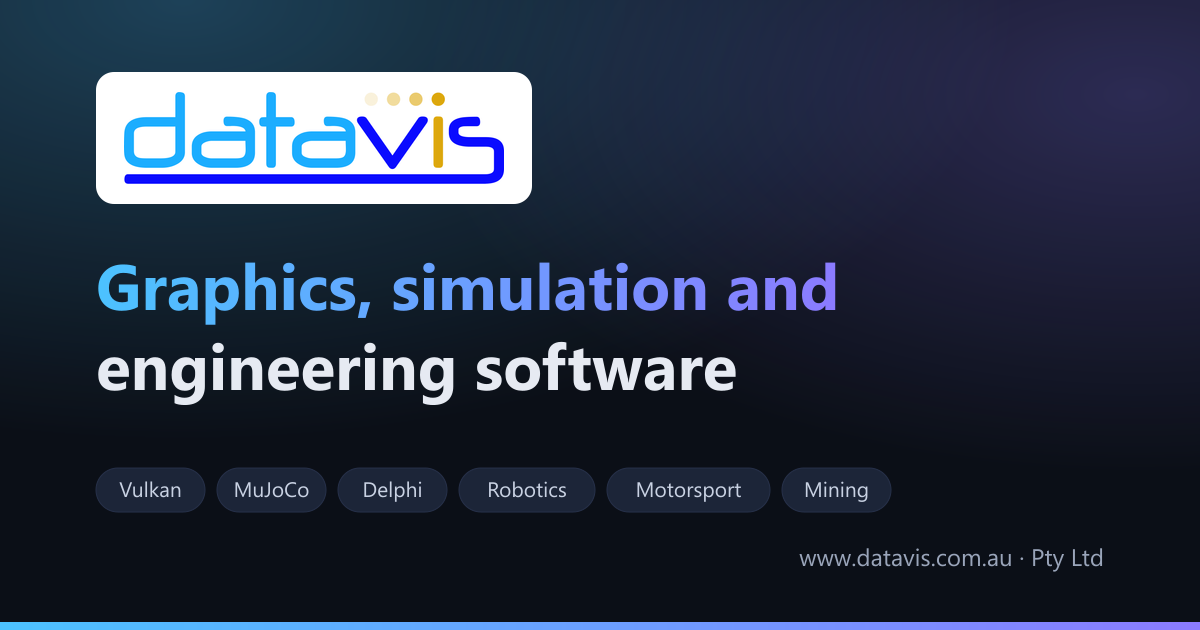 datavis
Graphics, simulation and
engineering software
Vulkan MuJoCo Delphi Robotics Motorsport Mining
www.datavis.com.au · Pty Ltd